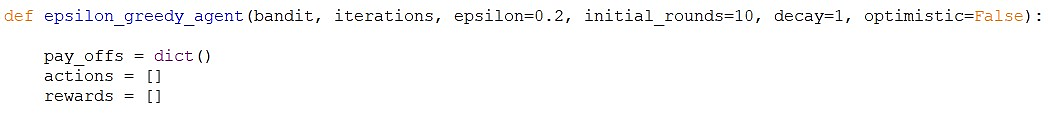 def epsilon_greedy_agent(bandit, iterations, epsilon=0.2, initial_rounds=10, decay=1, optimistic=False):
pay_offs = dict()
actions = []
rewards = []